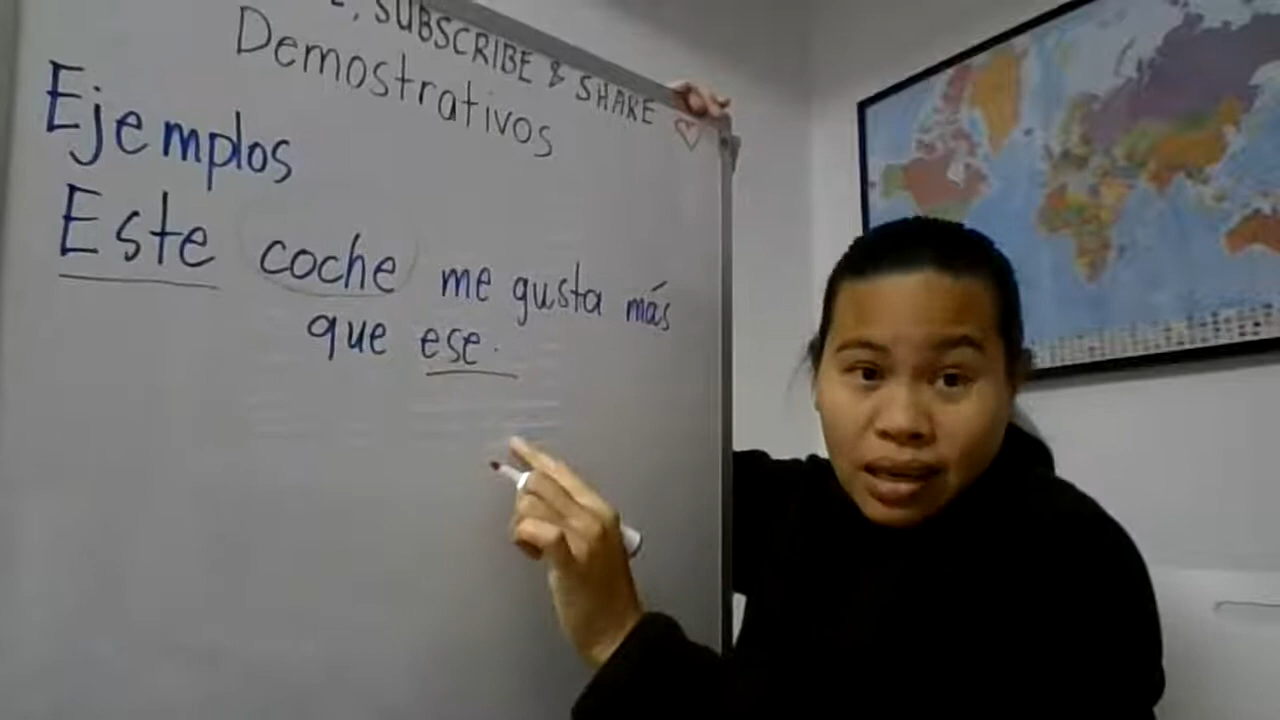 , SUBSCRIBE & SHARE
Demostrativos
Ejemplos
Este coche me gusta más
que ese.